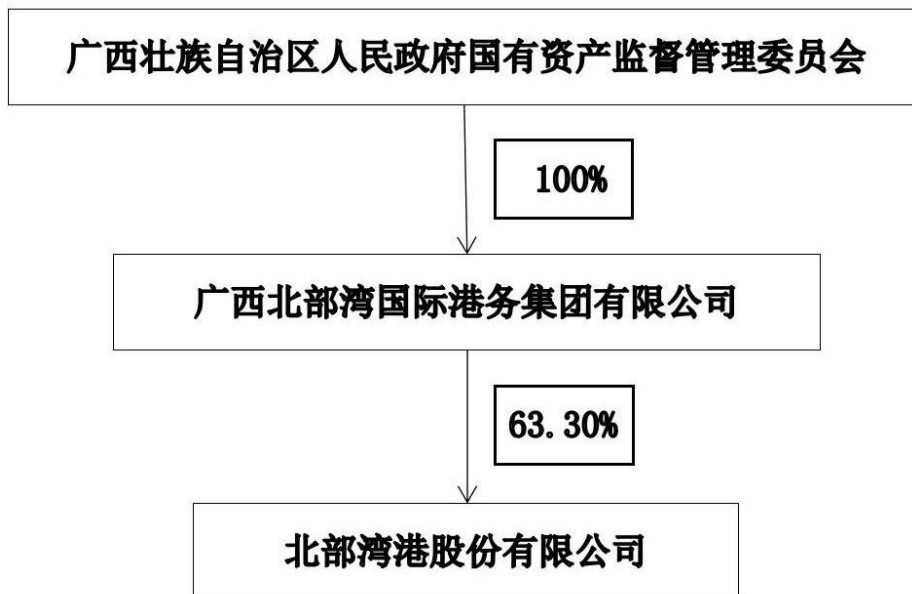 广西壮族自治区人民政府国有资产监督管理委员会
100%
广西北部湾国际港务集团有限公司
63.30%
北部湾港股份有限公司